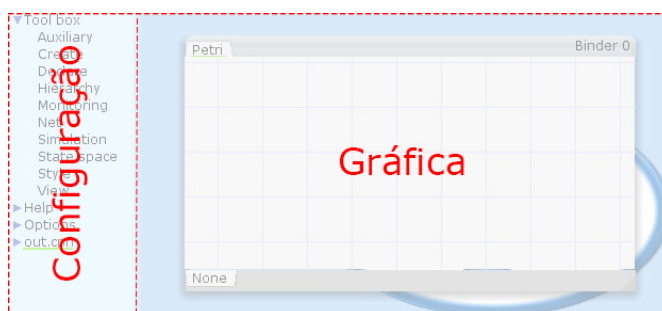 Tool box
Auxiliary
Create
Declare
Hierarchy
Monitoring
Net
Simulation
State space
Style
View
Help
Options
out.cpn
Configuração
Petri
Binder 0
Gráfica
None